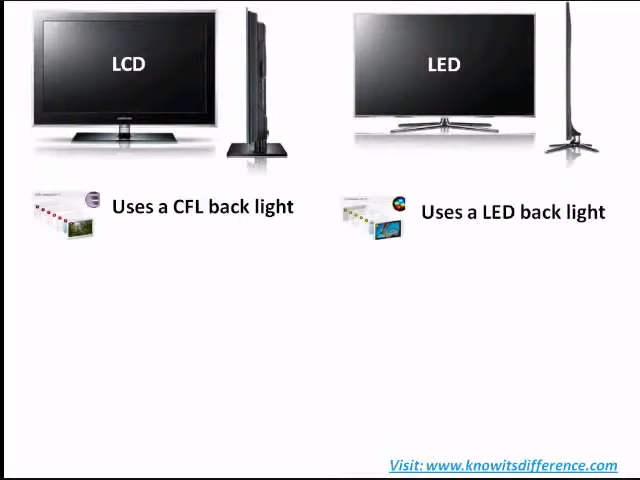 LCD
LED
Uses a CFL back light
Uses a LED back light
Visit: www.knowitsdifference.com